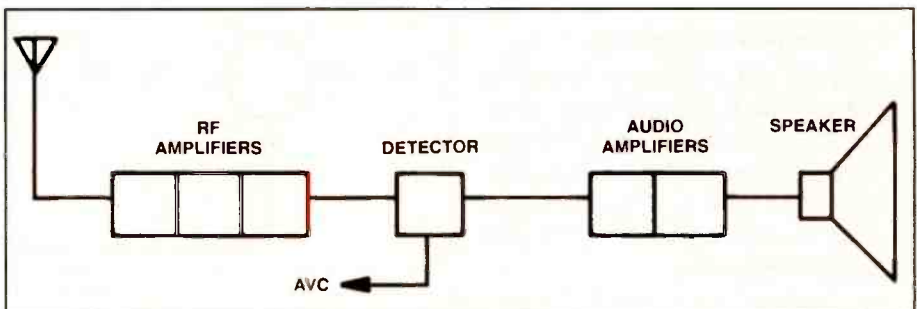 RF
AMPLIFIERS
DETECTOR
AUDIO
AMPLIFIERS
SPEAKER
AVC